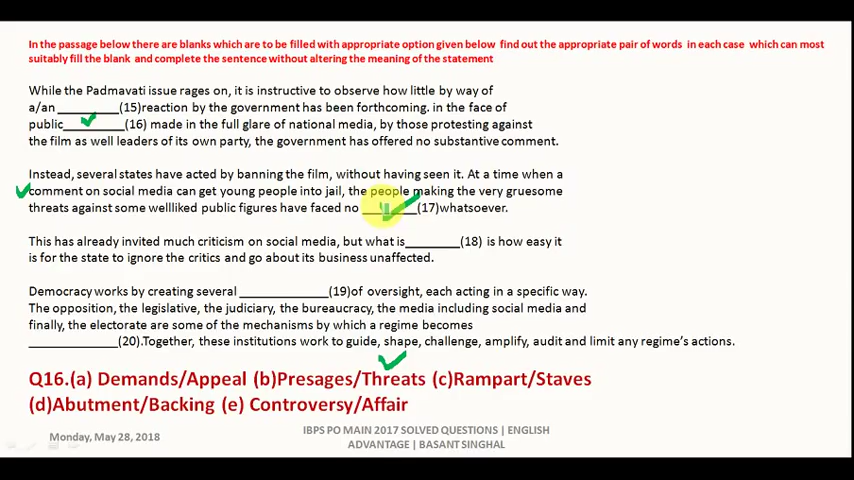 In the passage below there are blanks which are to be filled with appropriate option given below find out the appropriate pair of words in each case which can most
suitably fill the blank and complete the sentence without altering the meaning of the statement
While the Padmavati issue rages on, it is instructive to observe how little by way of
a/an __________(15)reaction by the government has been forthcoming. in the face of
public__________(16) made in the full glare of national media, by those protesting against
the film as well leaders of its own party, the government has offered no substantive comment.
Instead, several states have acted by banning the film, without having seen it. At a time when a
comment on social media can get young people into jail, the people making the very gruesome
threats against some wellliked public figures have faced no _________(17)whatsoever.
This has already invited much criticism on social media, but what is_________(18) is how easy it
is for the state to ignore the critics and go about its business unaffected.
Democracy works by creating several ______________(19)of oversight, each acting in a specific way.
The opposition, the legislative, the judiciary, the bureaucracy, the media including social media and
finally, the electorate are some of the mechanisms by which a regime becomes
______________(20).Together, these institutions work to guide, shape, challenge, amplify, audit and limit any regime's actions.
Q16.(a) Demands/Appeal (b)Presages/Threats (c)Rampart/Staves
(d)Abutment/Backing (e) Controversy/Affair
Monday, May 28, 2018
IBPS PO MAIN 2017 SOLVED QUESTIONS | ENGLISH
ADVANTAGE | BASANT SINGHAL